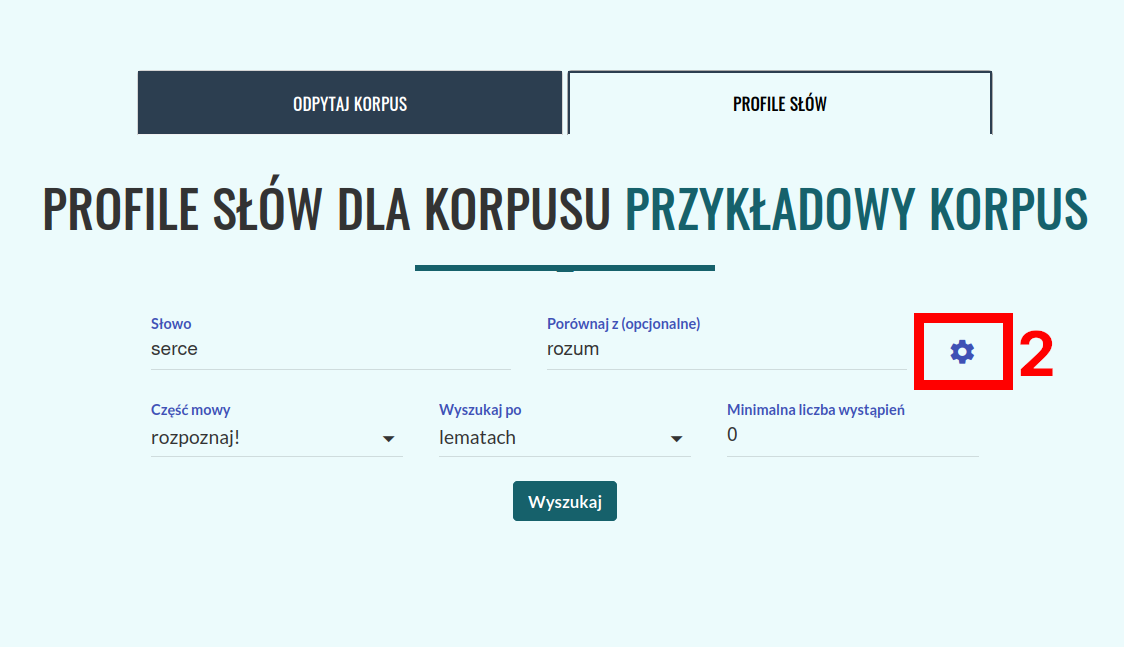 ODPYTAJ KORPUS
PROFILE SŁÓW
PROFILE SŁÓW DLA KORPUSU PRZYKŁADOWY KORPUS
Słowo
serce
Porównaj z (opcjonalne)
rozum
2
Część mowy
rozpoznaj!
Wyszukaj po
lematach
Minimalna liczba wystąpień
0
Wyszukaj